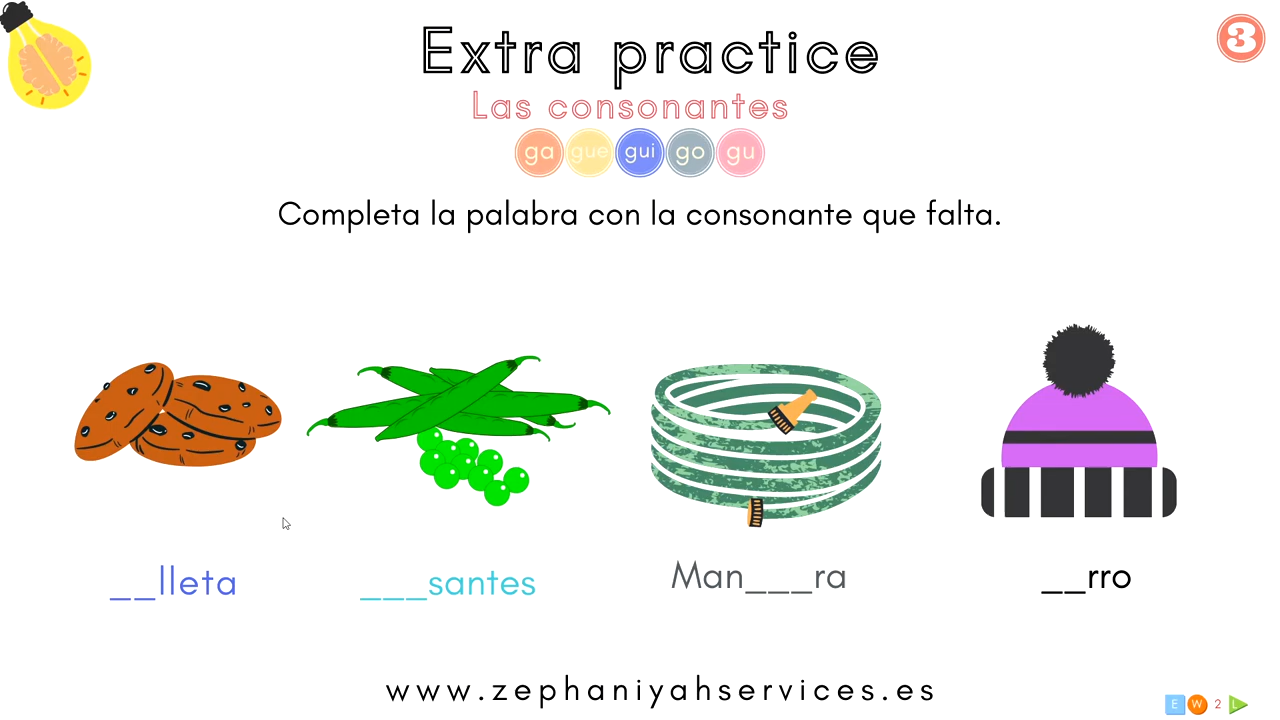 Extra practice
3
Las consonantes
ga gue gui go gu
Completa la palabra con la consonante que falta.
__lleta ___santes Man___ra __rro
www.zephaniyahservices.es
E W 2 L